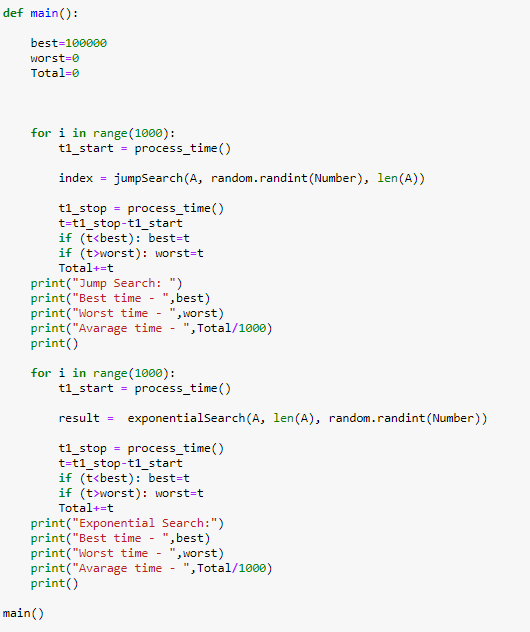 def main():
best=100000
worst=0
Total=0
for i in range(1000):
t1_start = process_time()
index = jumpSearch(A, random.randint(Number), len(A))
t1_stop = process_time()
t=t1_stop-t1_start
if (t<best): best=t
if (t>worst): worst=t
Total+=t
print("Jump Search: ")
print("Best time - ",best)
print("Worst time - ",worst)
print("Avarage time - ",Total/1000)
print()
for i in range(1000):
t1_start = process_time()
result =  exponentialSearch(A, len(A), random.randint(Number))
t1_stop = process_time()
t=t1_stop-t1_start
if (t<best): best=t
if (t>worst): worst=t
Total+=t
print("Exponential Search:")
print("Best time - ",best)
print("Worst time - ",worst)
print("Avarage time - ",Total/1000)
print()
main()